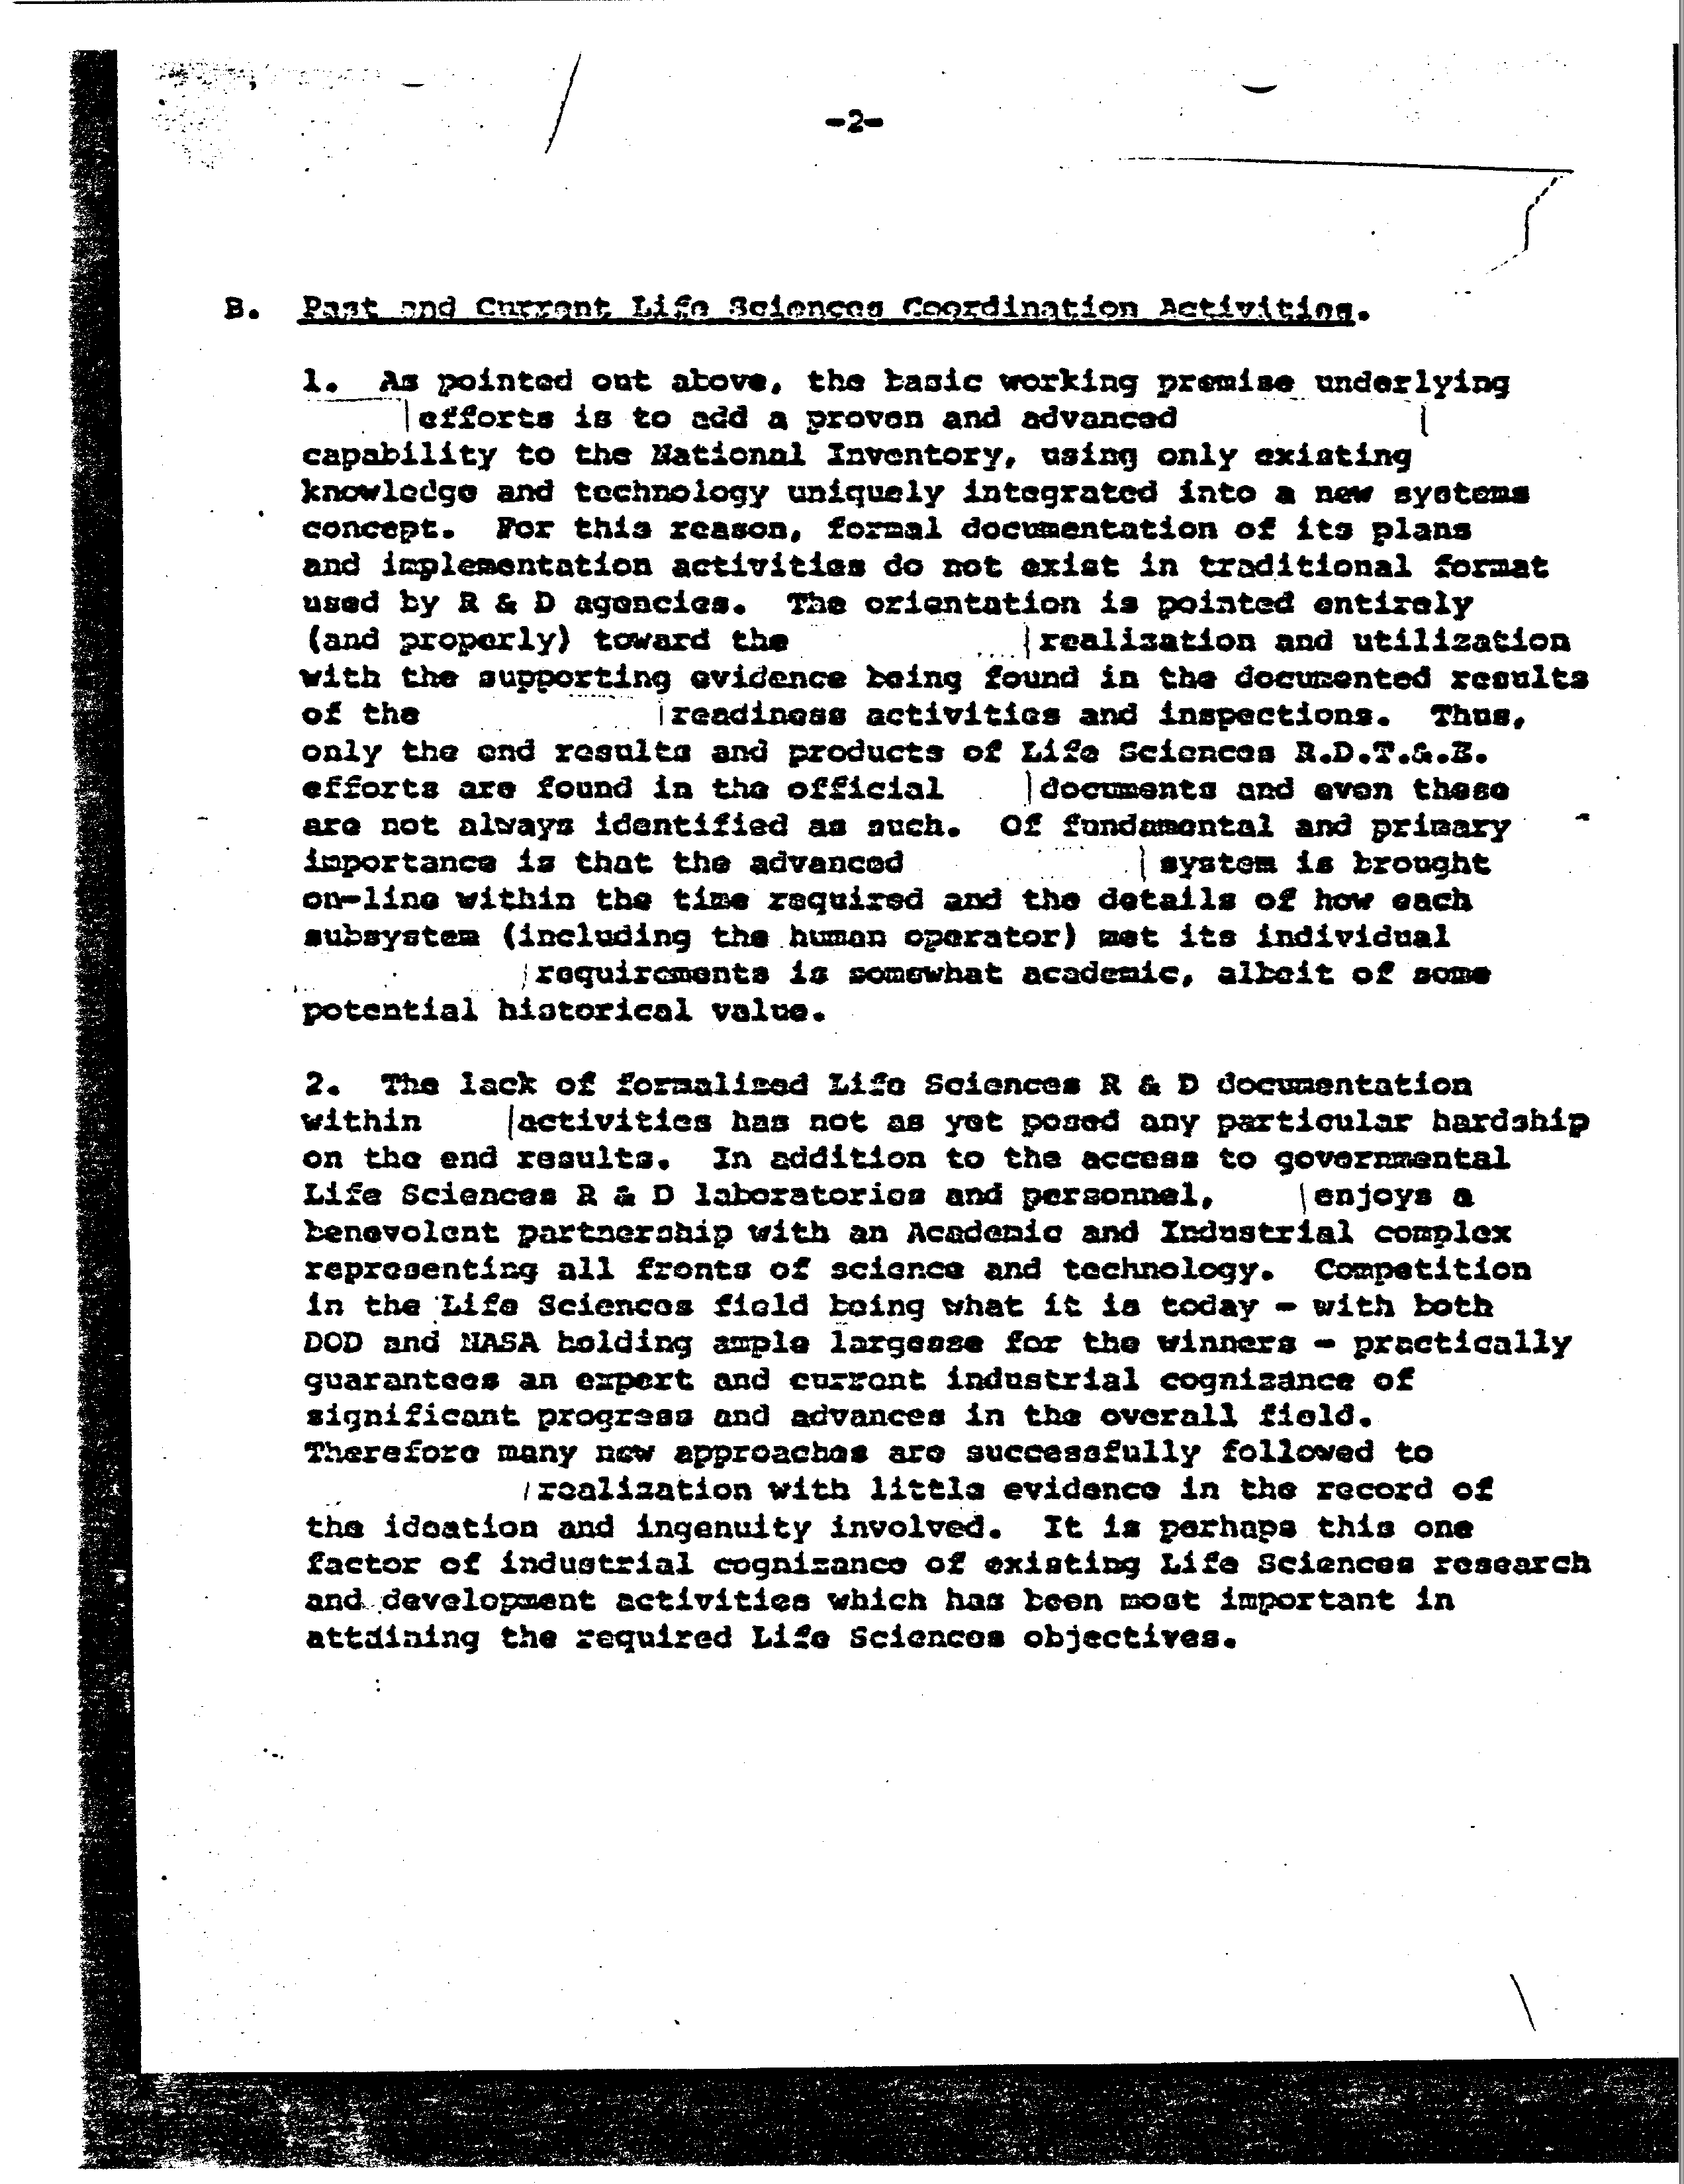 -2-
B. Past and Current Life Sciences Coordination Activities.
1. As pointed out above, the basic working premise underlying
efforts is to add a proven and advanced
capability to the National Inventory, using only existing
knowledge and technology uniquely integrated into a new systems
concept. For this reason, formal documentation of its plans
and implementation activities do not exist in traditional format
used by R & D agencies. The orientation is pointed entirely
(and properly) toward the realization and utilization
with the supporting evidence being found in the documented results
of the readiness activities and inspections. Thus,
only the end results and products of Life Sciences R.D.T.&.E.
efforts are found in the official documents and even these
are not always identified as such. Of fundamental and primary
importance is that the advanced system is brought
on-line within the time required and the details of how each
subsystem (including the human operator) met its individual
requirements is somewhat academic, albeit of some
potential historical value.
2. The lack of formalized Life Sciences R & D documentation
within activities has not as yet posed any particular hardship
on the end results. In addition to the access to governmental
Life Sciences R & D laboratories and personnel, enjoys a
benevolent partnership with an Academic and Industrial complex
representing all fronts of science and technology. Competition
in the Life Sciences field being what it is today - with both
DOD and NASA holding ample largesse for the winners - practically
guarantees an expert and current industrial cognizance of
significant progress and advances in the overall field.
Therefore many new approaches are successfully followed to
realization with little evidence in the record of
the ideation and ingenuity involved. It is perhaps this one
factor of industrial cognizance of existing Life Sciences research
and development activities which has been most important in
attaining the required Life Sciences objectives.